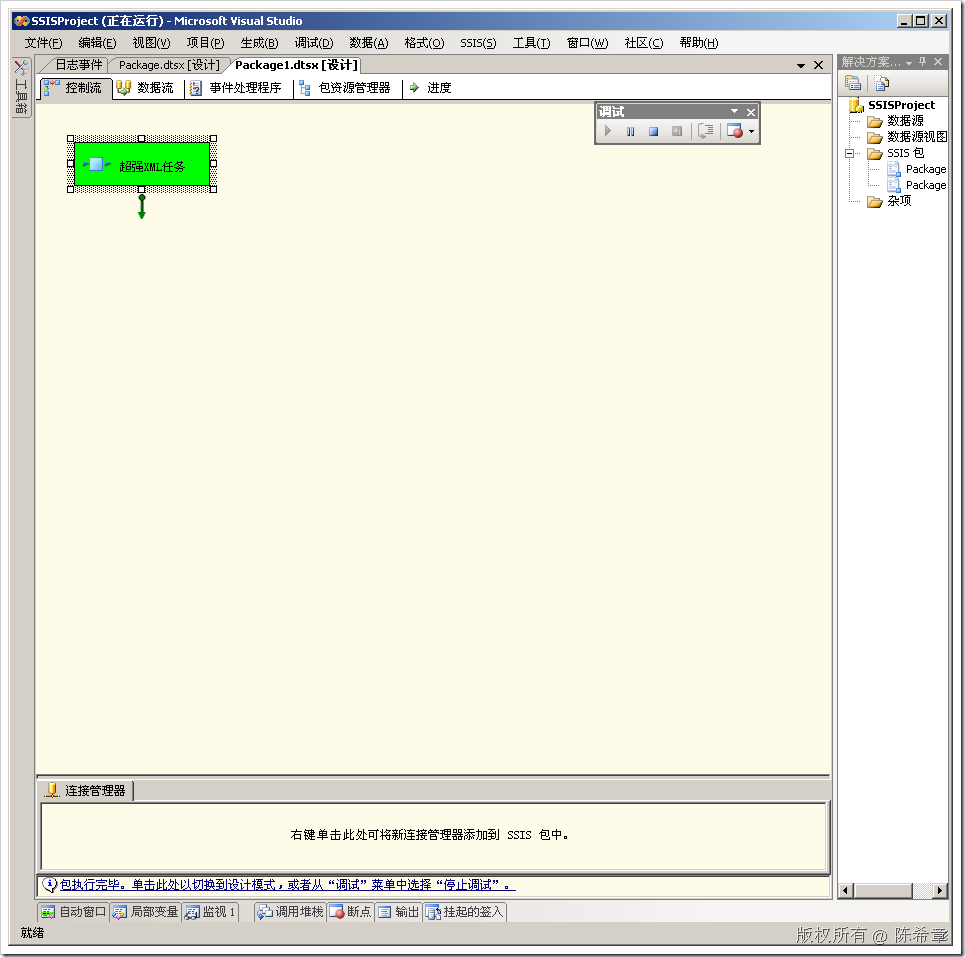 SSISProject (正在运行) - Microsoft Visual Studio
文件(F) 编辑(E) 视图(V) 项目(P) 生成(B) 调试(D) 数据(A) 格式(O) SSIS(S) 工具(T) 窗口(W) 社区(C) 帮助(H)
工具箱
日志事件 Package.dtsx [设计] Package1.dtsx [设计]
控制流 数据流 事件处理程序 包资源管理器 进度
调试
超强XML任务
解决方案...
SSISProject
数据源
数据源视图
SSIS 包
Package
Package
杂项
连接管理器
右键单击此处可将新连接管理器添加到 SSIS 包中。
包执行完毕。单击此处以切换到设计模式，或者从“调试”菜单中选择“停止调试”。
自动窗口 局部变量 监视 1 调用堆栈 断点 输出 挂起的签入
就绪
版权所有 @ 陈希章